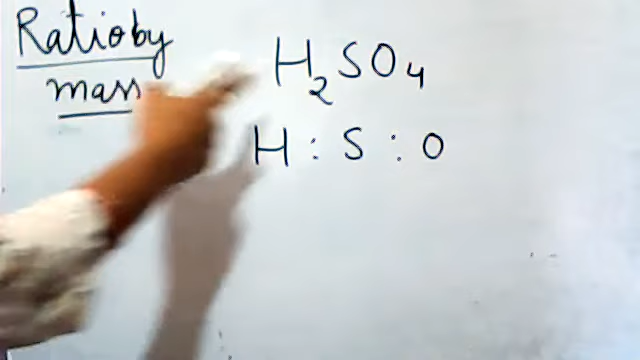 Ratio by
mass
H₂SO₄
H : S : O